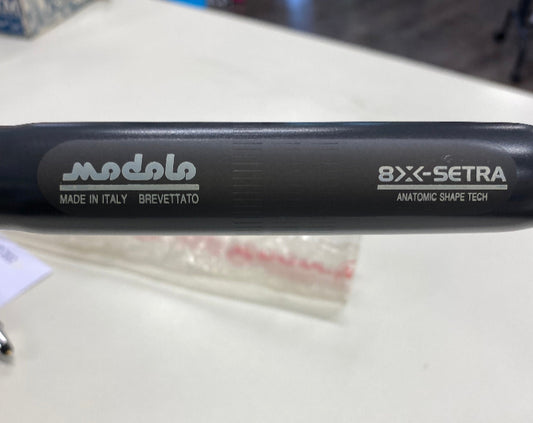 modolo
MADE IN ITALY BREVETTATO
8X-SETRA
ANATOMIC SHAPE TECH